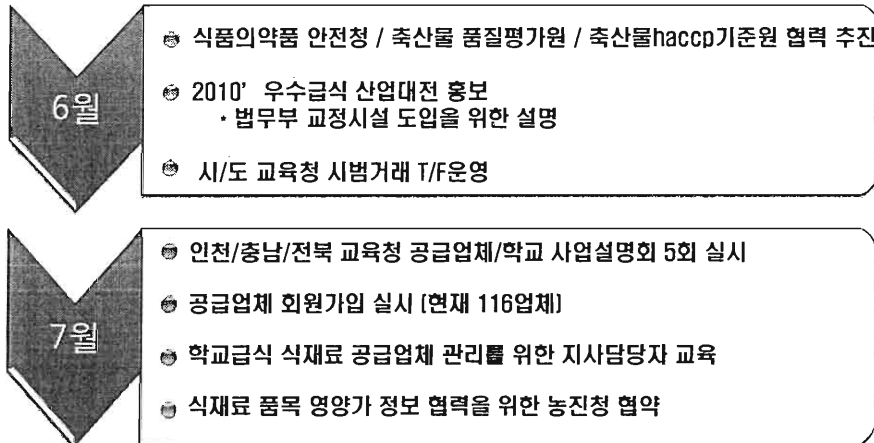 6월
식품의약품 안전청 / 축산물 품질평가원 / 축산물haccp기준원 협력 추진
2010' 우수급식 산업대전 홍보
• 법무부 교정시설 도입을 위한 설명
시/도 교육청 시범거래 T/F운영
7월
인천/충남/전북 교육청 공급업체/학교 사업설명회 5회 실시
공급업체 회원가입 실시 (현재 116업체)
학교급식 식재료 공급업체 관리를 위한 지사담당자 교육
식재료 품목 영양가 정보 협력을 위한 농진청 협약